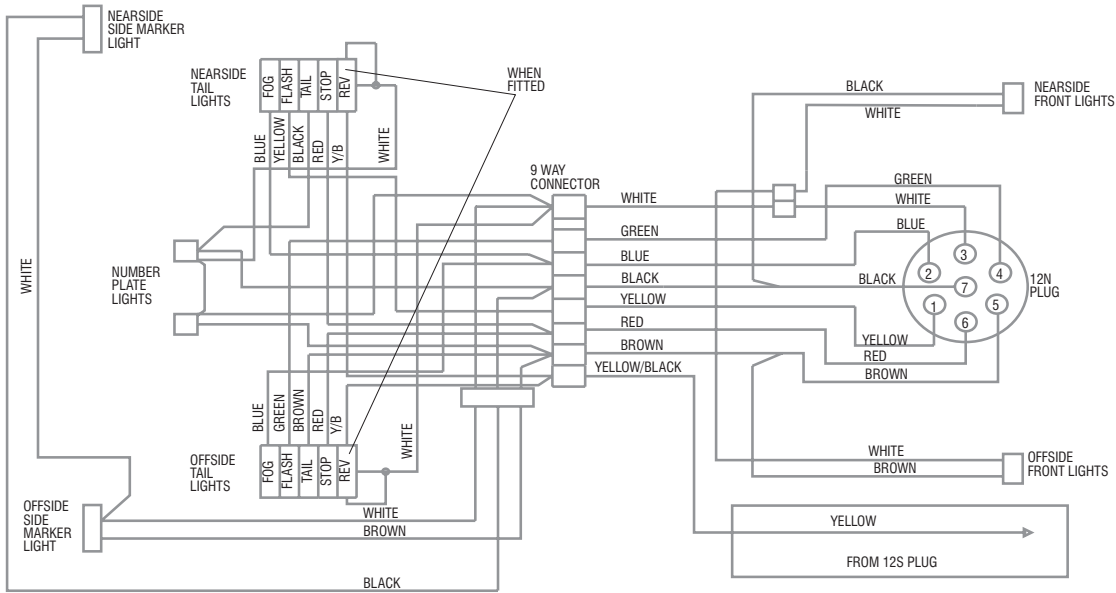 NEARSIDE
SIDE MARKER
LIGHT
NEARSIDE
TAIL
LIGHTS
FOG
FLASH
TAIL
STOP
REV
WHEN
FITTED
BLUE
YELLOW
BLACK
RED
Y/B
WHITE
BLACK
WHITE
NEARSIDE
FRONT LIGHTS
9 WAY
CONNECTOR
WHITE
GREEN
BLUE
BLACK
YELLOW
RED
BROWN
YELLOW/BLACK
GREEN
WHITE
BLUE
BLACK
YELLOW
RED
BROWN
3
2
4
7
1
5
6
12N
PLUG
WHITE
NUMBER
PLATE
LIGHTS
BLUE
GREEN
BROWN
RED
Y/B
WHITE
OFFSIDE
TAIL
LIGHTS
FOG
FLASH
TAIL
STOP
REV
WHITE
BROWN
OFFSIDE
FRONT LIGHTS
OFFSIDE
SIDE
MARKER
LIGHT
WHITE
BROWN
BLACK
YELLOW
FROM 12S PLUG